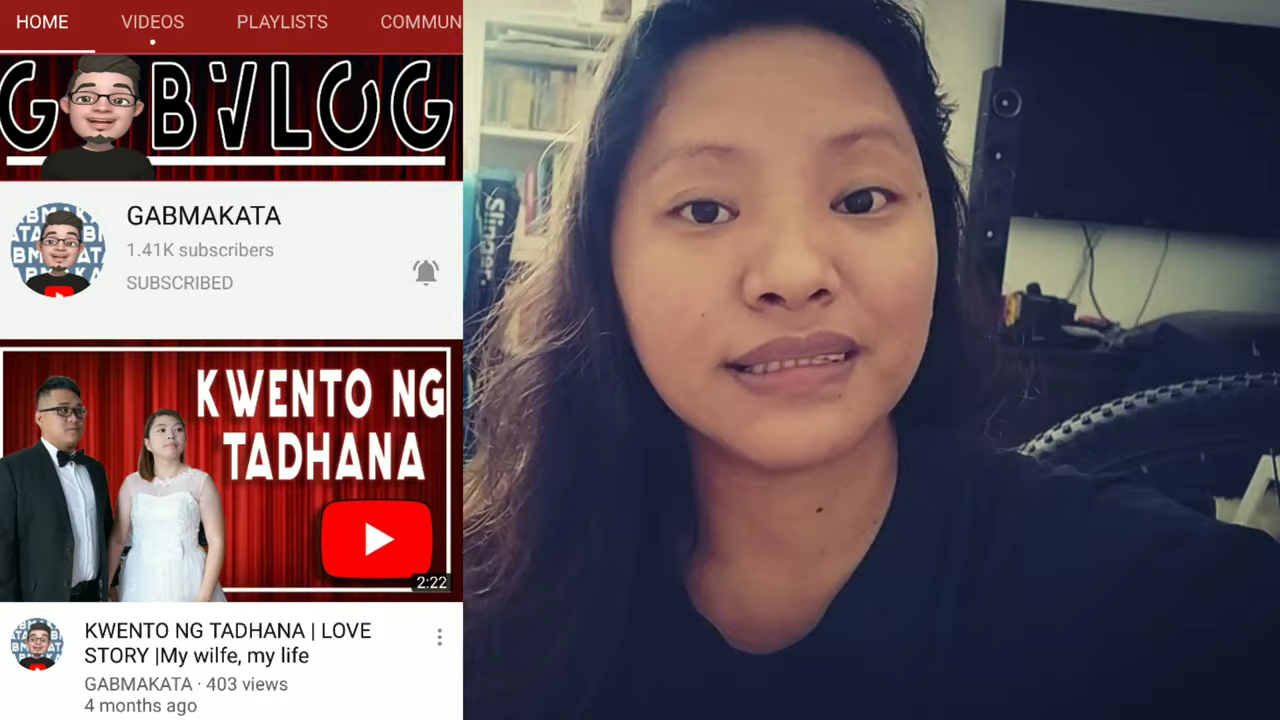 HOME VIDEOS PLAYLISTS COMMUN
G BVLOG
GABMAKATA
1.41K subscribers
SUBSCRIBED
KWENTO NG
TADHANA
2:22
KWENTO NG TADHANA | LOVE
STORY |My wilfe, my life
GABMAKATA · 403 views
4 months ago
Slinger